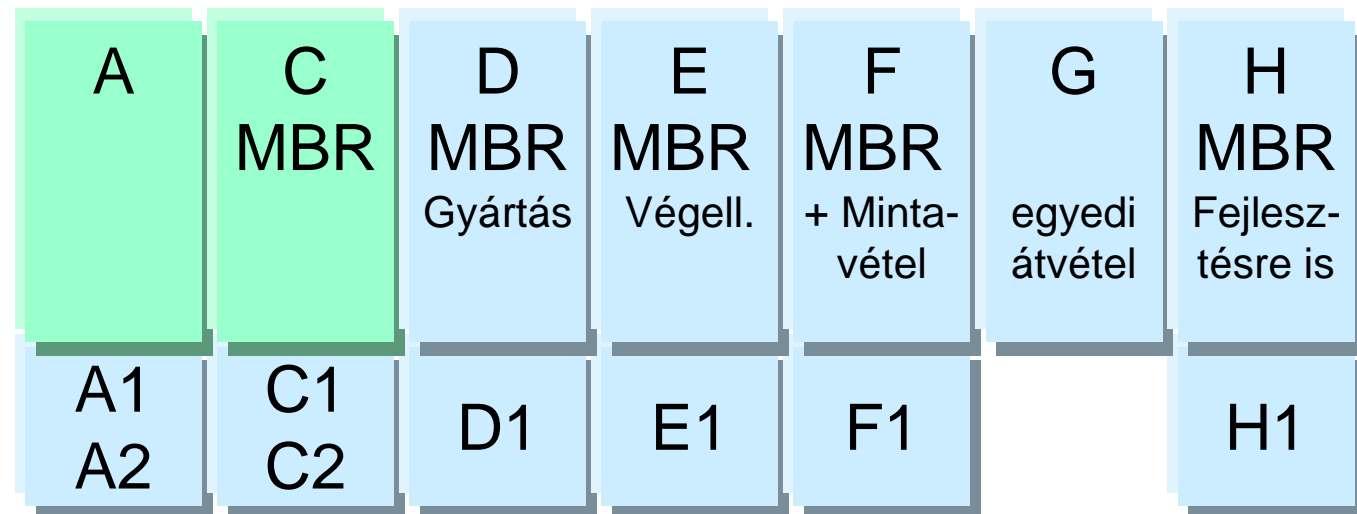 A
C
MBR
D
MBR
Gyártás
E
MBR
Végell.
F
MBR
+ Minta-
vétel
G
egyedi
átvétel
H
MBR
Fejlesz-
tésre is
A1
A2
C1
C2
D1
E1
F1
H1